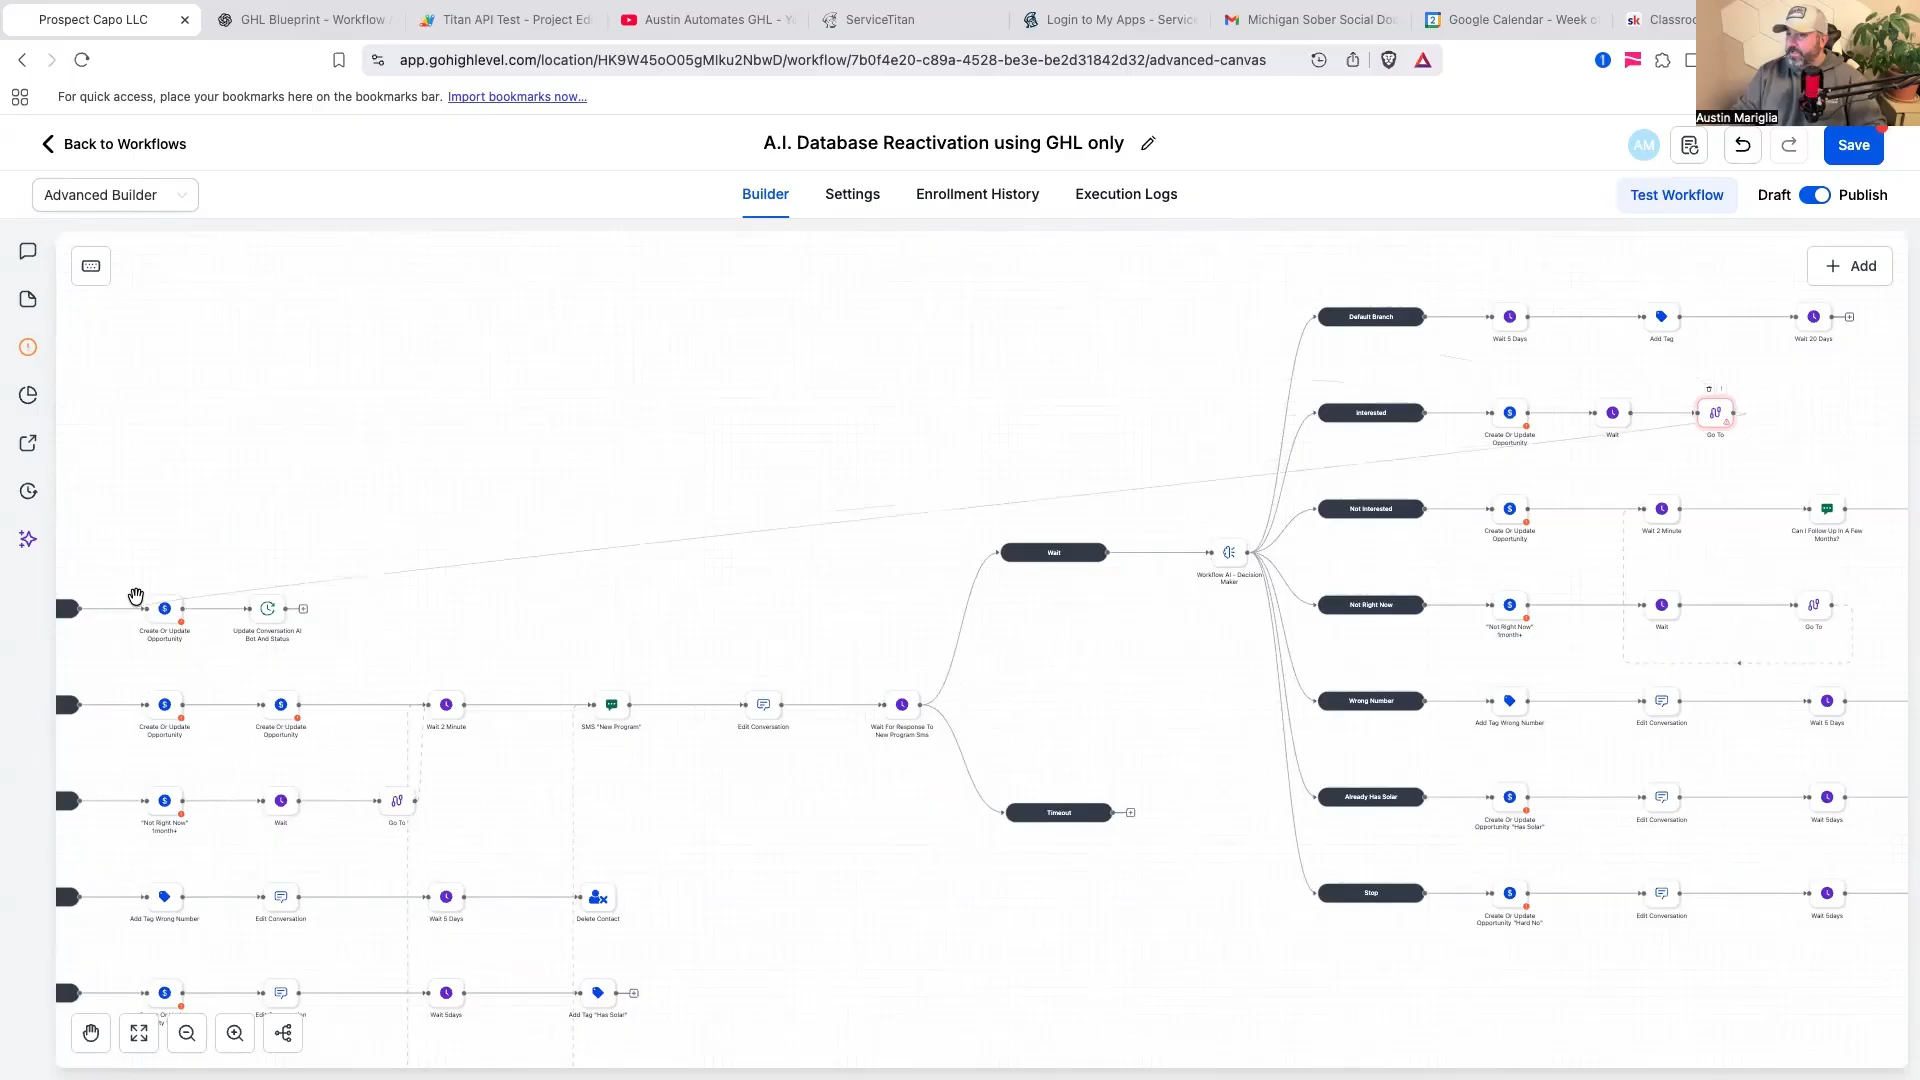 Prospect Capo LLC
GHL Blueprint - Workflow
Titan API Test - Project Ed
Austin Automates GHL - Yo
ServiceTitan
Login to My Apps - Service
Michigan Sober Social Doc
Google Calendar - Week o
sk Classroo
app.gohighlevel.com/location/HK9W45oO05gMIku2NbwD/workflow/7b0f4e20-c89a-4528-be3e-be2d31842d32/advanced-canvas
For quick access, place your bookmarks here on the bookmarks bar. Import bookmarks now...
Austin Mariglia
Back to Workflows
A.I. Database Reactivation using GHL only
AM
Save
Advanced Builder
Builder
Settings
Enrollment History
Execution Logs
Test Workflow
Draft
Publish
Add
Default Branch
Wait 5 Days
Add Tag
Wait 20 Days
Interested
Create Or Update
Opportunity
Wait
Go To
Not Interested
Create Or Update
Opportunity
Wait 2 Minute
Can I Follow Up In A Few
Months?
Wait
Workflow AI - Decision
Maker
Not Right Now
"Not Right Now"
1month+
Wait
Go To
Create Or Update
Opportunity
Update Conversation AI
Bot And Status
Create Or Update
Opportunity
Create Or Update
Opportunity
Wait 2 Minute
SMS "New Program"
Edit Conversation
Wait For Response To
New Program Sms
Wrong Number
Add Tag Wrong Number
Edit Conversation
Wait 5 Days
"Not Right Now"
1month+
Wait
Go To
Timeout
Already Has Solar
Create Or Update
Opportunity "Has Solar"
Edit Conversation
Wait 5days
Add Tag Wrong Number
Edit Conversation
Wait 5 Days
Delete Contact
Stop
Create Or Update
Opportunity "Hard No"
Edit Conversation
Wait 5days
Wait 5days
Add Tag "Has Solar"